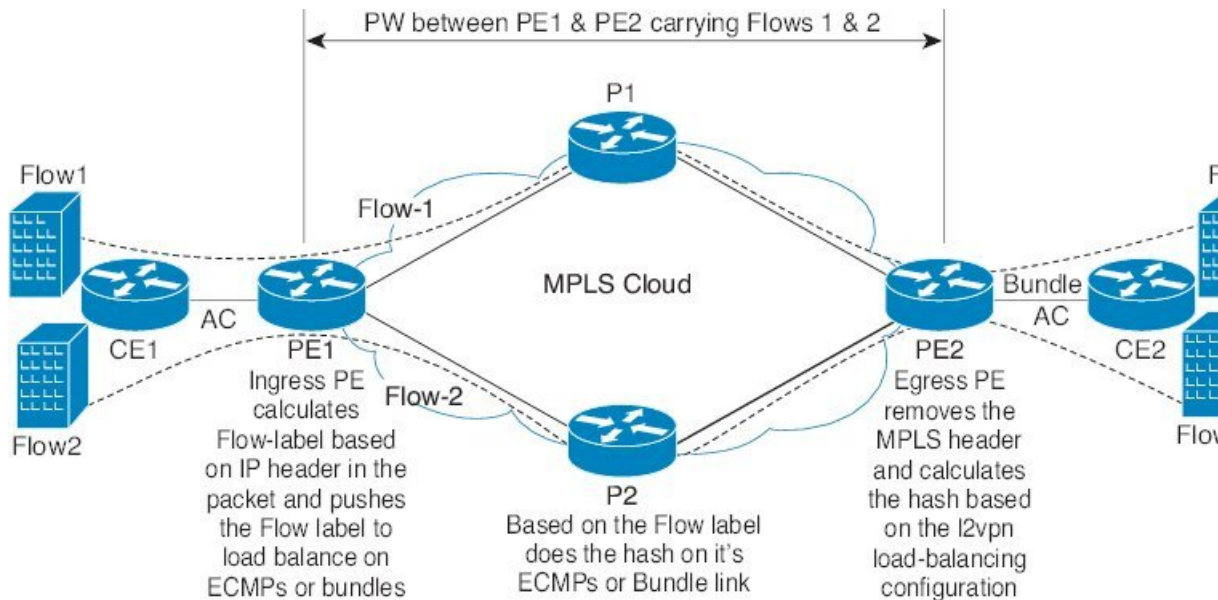 PW between PE1 & PE2 carrying Flows 1 & 2
P1
Flow1
Flow-1
MPLS Cloud
Bundle
AC
AC
CE1
PE1
PE2
CE2
Flow-2
Flow2
Flow
Ingress PE
calculates
Flow-label based
on IP header in the
packet and pushes
the Flow label to
load balance on
ECMPs or bundles
P2
Based on the Flow label
does the hash on it's
ECMPs or Bundle link
Egress PE
removes the
MPLS header
and calculates
the hash based
on the l2vpn
load-balancing
configuration